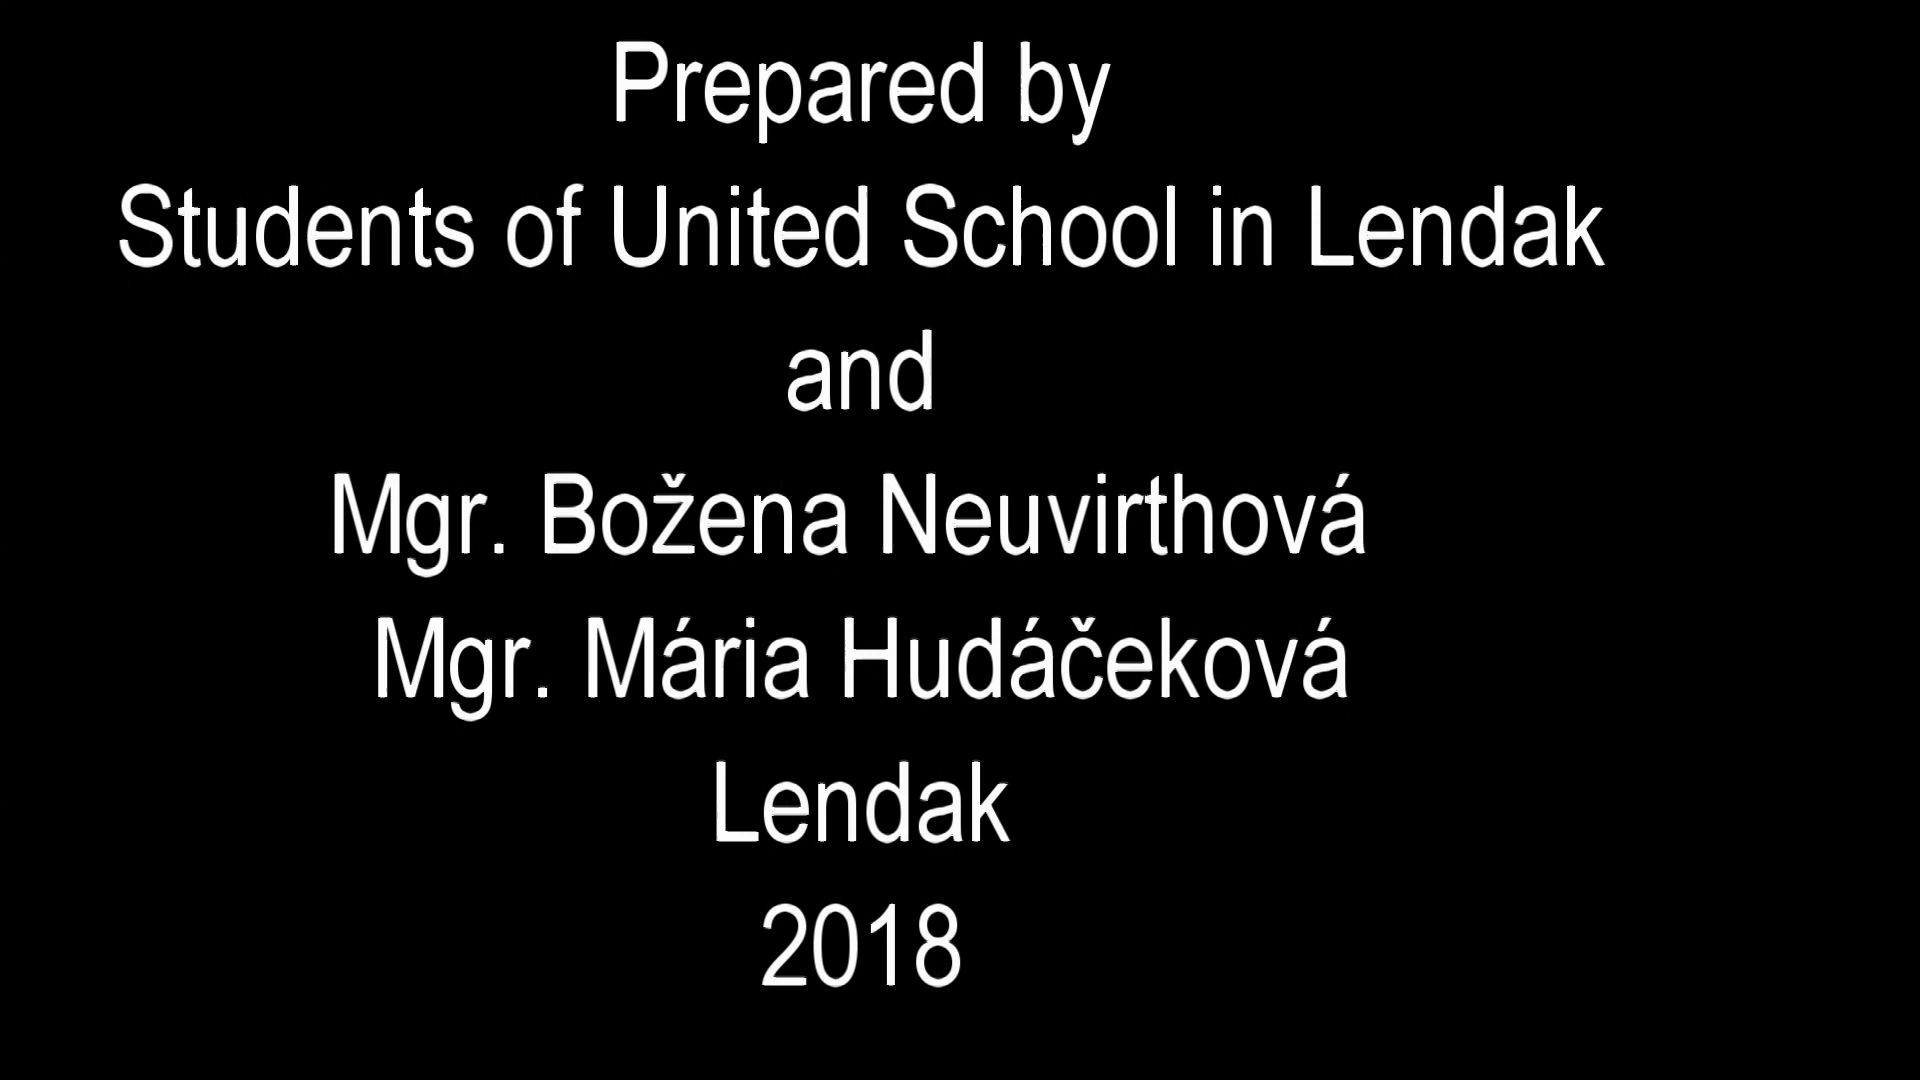 Prepared by
Students of United School in Lendak
and
Mgr. Božena Neuvirthová
Mgr. Mária Hudáčeková
Lendak
2018